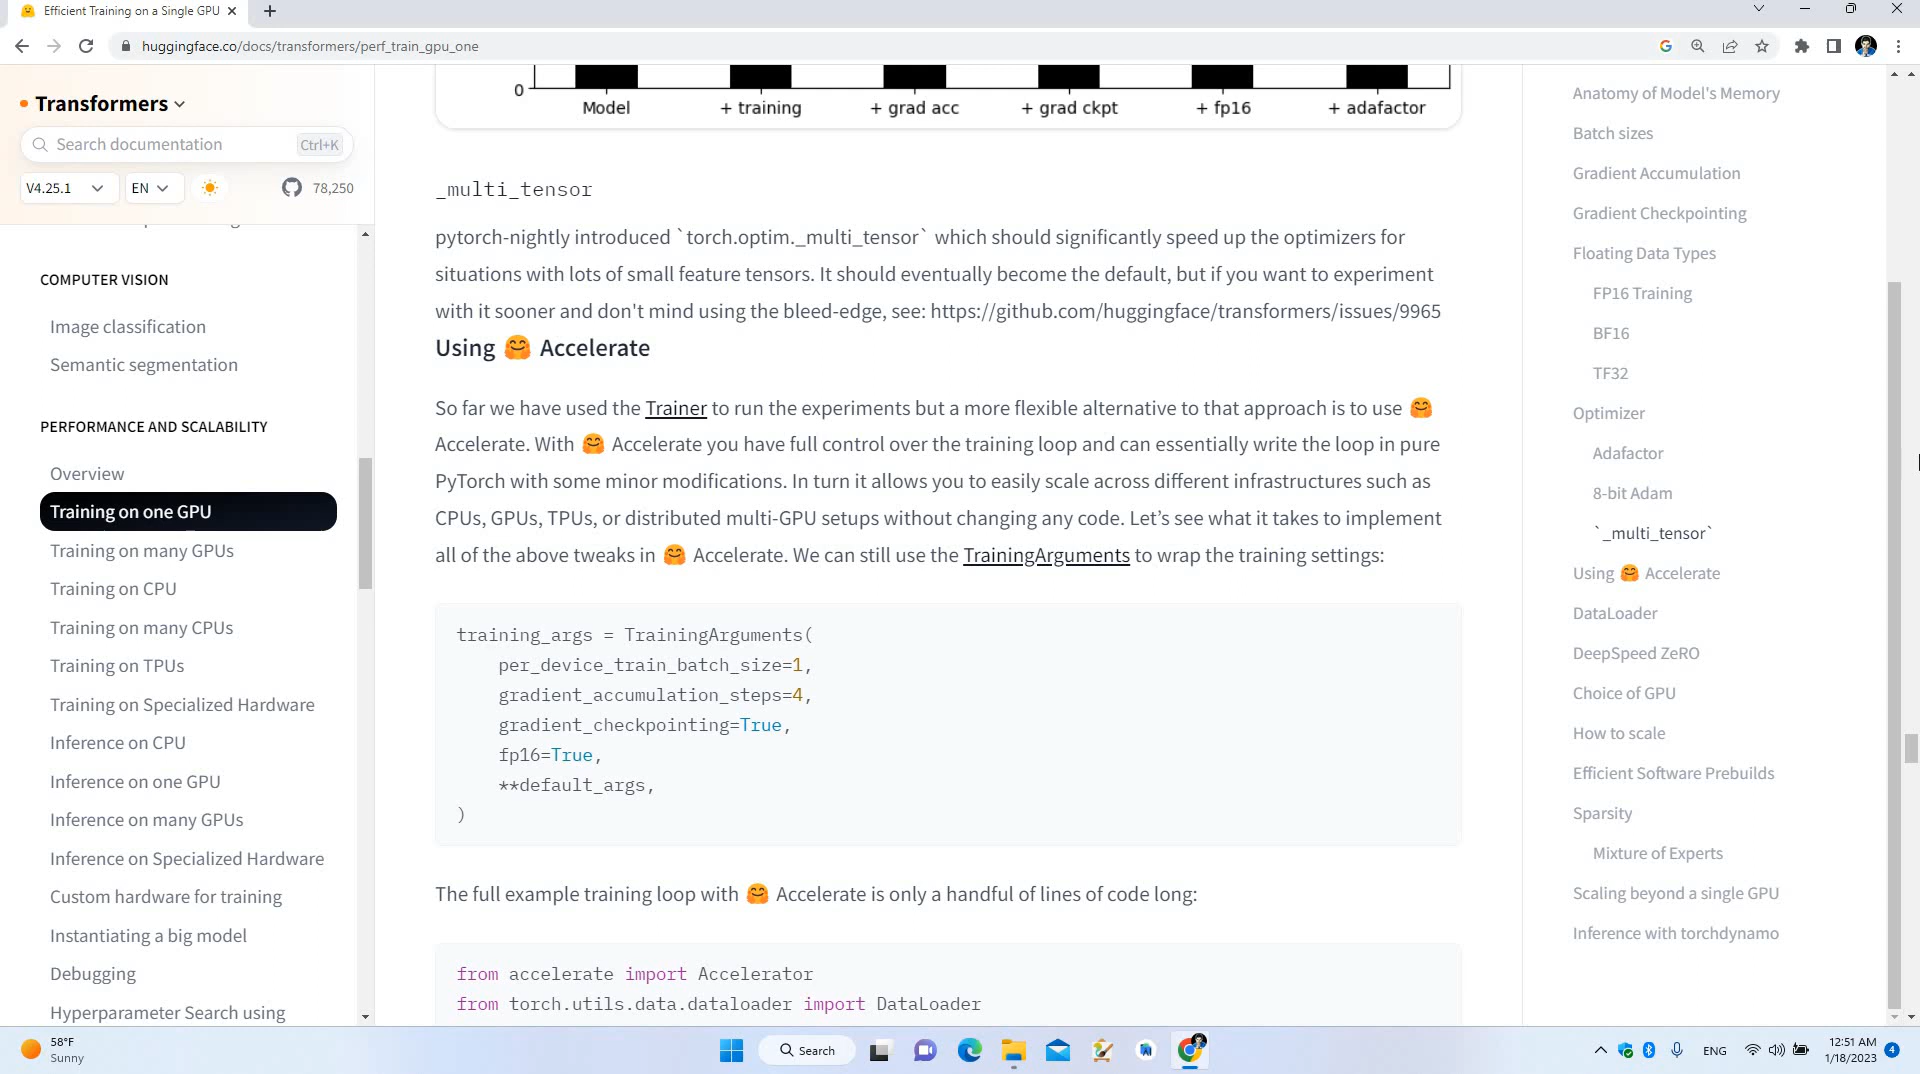 Efficient Training on a Single GPU
huggingface.co/docs/transformers/perf_train_gpu_one
Transformers
Search documentation
Ctrl+K
V4.25.1
EN
78,250
COMPUTER VISION
Image classification
Semantic segmentation
PERFORMANCE AND SCALABILITY
Overview
Training on one GPU
Training on many GPUs
Training on CPU
Training on many CPUs
Training on TPUs
Training on Specialized Hardware
Inference on CPU
Inference on one GPU
Inference on many GPUs
Inference on Specialized Hardware
Custom hardware for training
Instantiating a big model
Debugging
Hyperparameter Search using
0
Model + training + grad acc + grad ckpt + fp16 + adafactor
_multi_tensor
pytorch-nightly introduced `torch.optim._multi_tensor` which should significantly speed up the optimizers for
situations with lots of small feature tensors. It should eventually become the default, but if you want to experiment
with it sooner and don't mind using the bleed-edge, see: https://github.com/huggingface/transformers/issues/9965
Using 🤗 Accelerate
So far we have used the Trainer to run the experiments but a more flexible alternative to that approach is to use 🤗
Accelerate. With 🤗 Accelerate you have full control over the training loop and can essentially write the loop in pure
PyTorch with some minor modifications. In turn it allows you to easily scale across different infrastructures such as
CPUs, GPUs, TPUs, or distributed multi-GPU setups without changing any code. Let’s see what it takes to implement
all of the above tweaks in 🤗 Accelerate. We can still use the TrainingArguments to wrap the training settings:
training_args = TrainingArguments(
    per_device_train_batch_size=1,
    gradient_accumulation_steps=4,
    gradient_checkpointing=True,
    fp16=True,
    **default_args,
)
The full example training loop with 🤗 Accelerate is only a handful of lines of code long:
from accelerate import Accelerator
from torch.utils.data.dataloader import DataLoader
Anatomy of Model's Memory
Batch sizes
Gradient Accumulation
Gradient Checkpointing
Floating Data Types
FP16 Training
BF16
TF32
Optimizer
Adafactor
8-bit Adam
`_multi_tensor`
Using 🤗 Accelerate
DataLoader
DeepSpeed ZeRO
Choice of GPU
How to scale
Efficient Software Prebuilds
Sparsity
Mixture of Experts
Scaling beyond a single GPU
Inference with torchdynamo
58°F
Sunny
Search
ENG
12:51 AM
1/18/2023
4